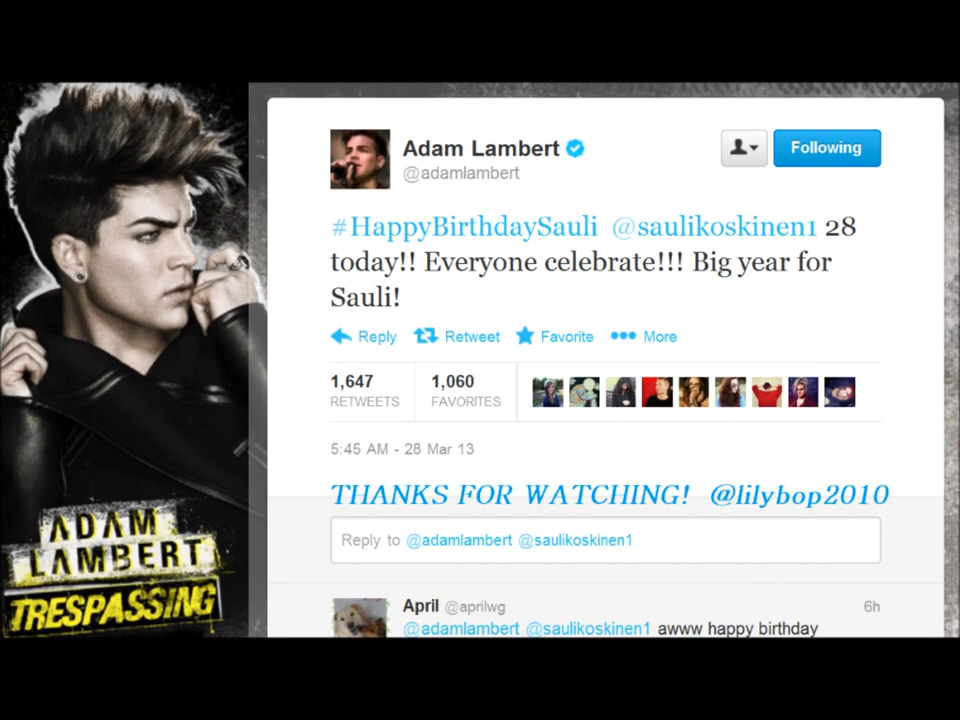 Adam Lambert
@adamlambert
Following
#HappyBirthdaySauli @saulikoskinen1 28
today!! Everyone celebrate!!! Big year for
Sauli!
Reply Retweet Favorite More
1,647 1,060
RETWEETS FAVORITES
5:45 AM - 28 Mar 13
THANKS FOR WATCHING! @lilybop2010
Reply to @adamlambert @saulikoskinen1
April @aprilwg 6h
@adamlambert @saulikoskinen1 awww happy birthday
ADAM
LAMBERT
TRESPASSING